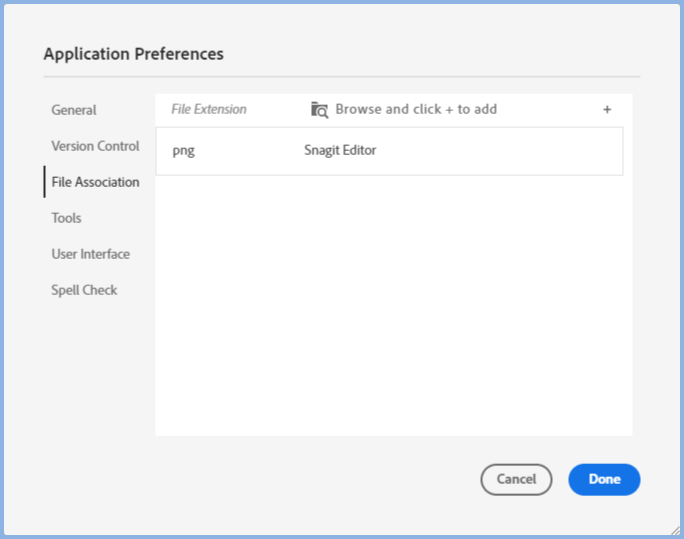 Application Preferences
General
Version Control
File Association
Tools
User Interface
Spell Check
File Extension Browse and click + to add +
png Snagit Editor
Cancel Done